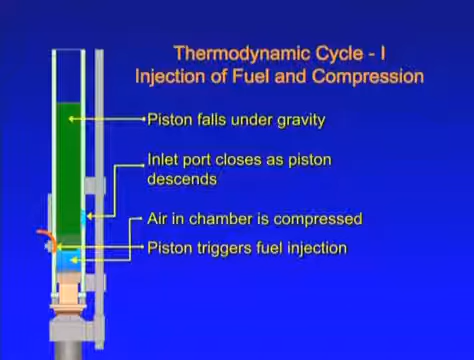 Thermodynamic Cycle - I
Injection of Fuel and Compression
Piston falls under gravity
Inlet port closes as piston
descends
Air in chamber is compressed
Piston triggers fuel injection